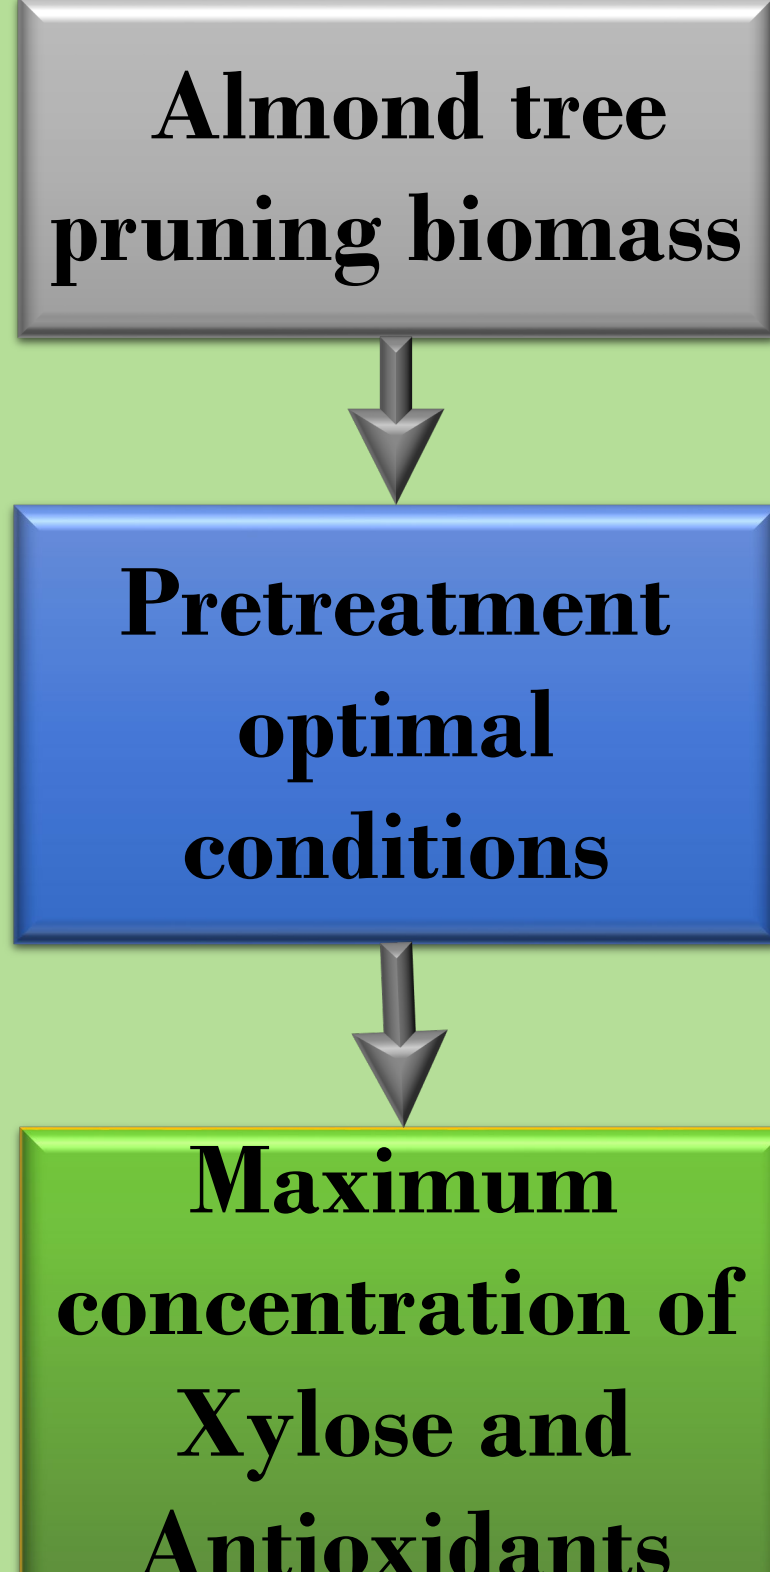 Almond tree
pruning biomass
Pretreatment
optimal
conditions
Maximum
concentration of
Xylose and
Antioxidants